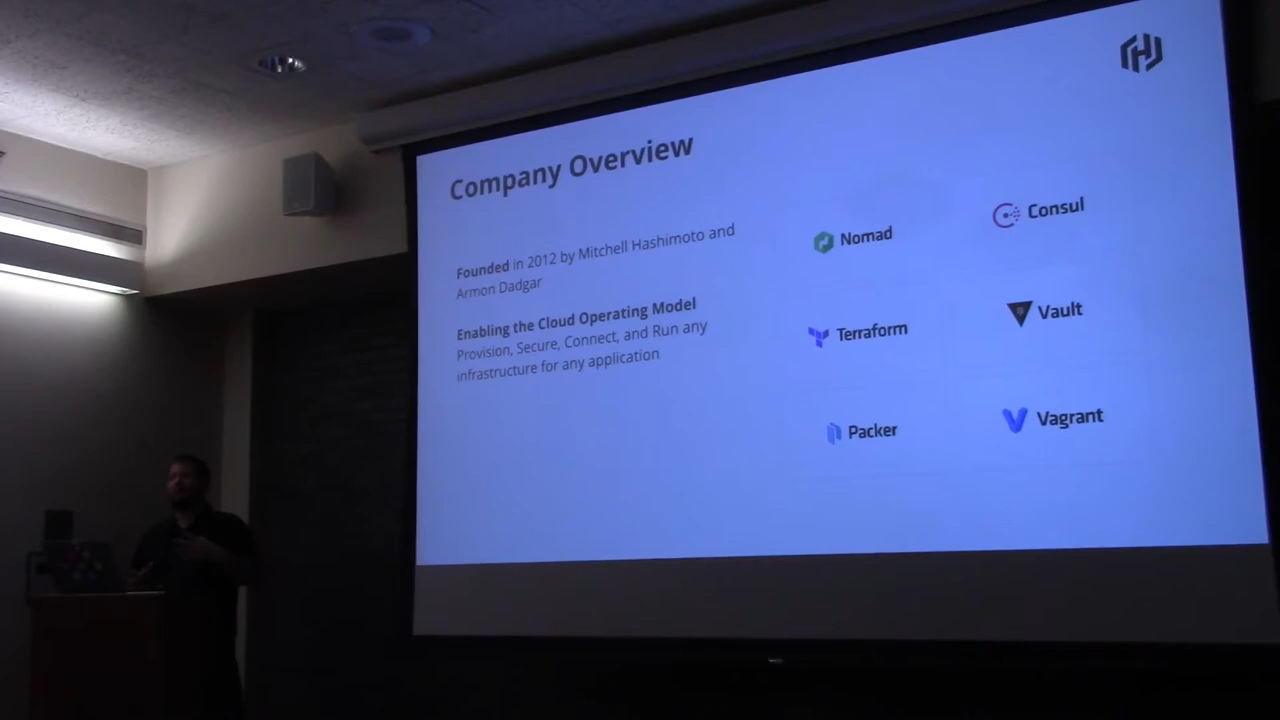 Company Overview
Founded in 2012 by Mitchell Hashimoto and
Armon Dadgar
Enabling the Cloud Operating Model
Provision, Secure, Connect, and Run any
infrastructure for any application
Nomad
Consul
Terraform
Vault
Packer
Vagrant